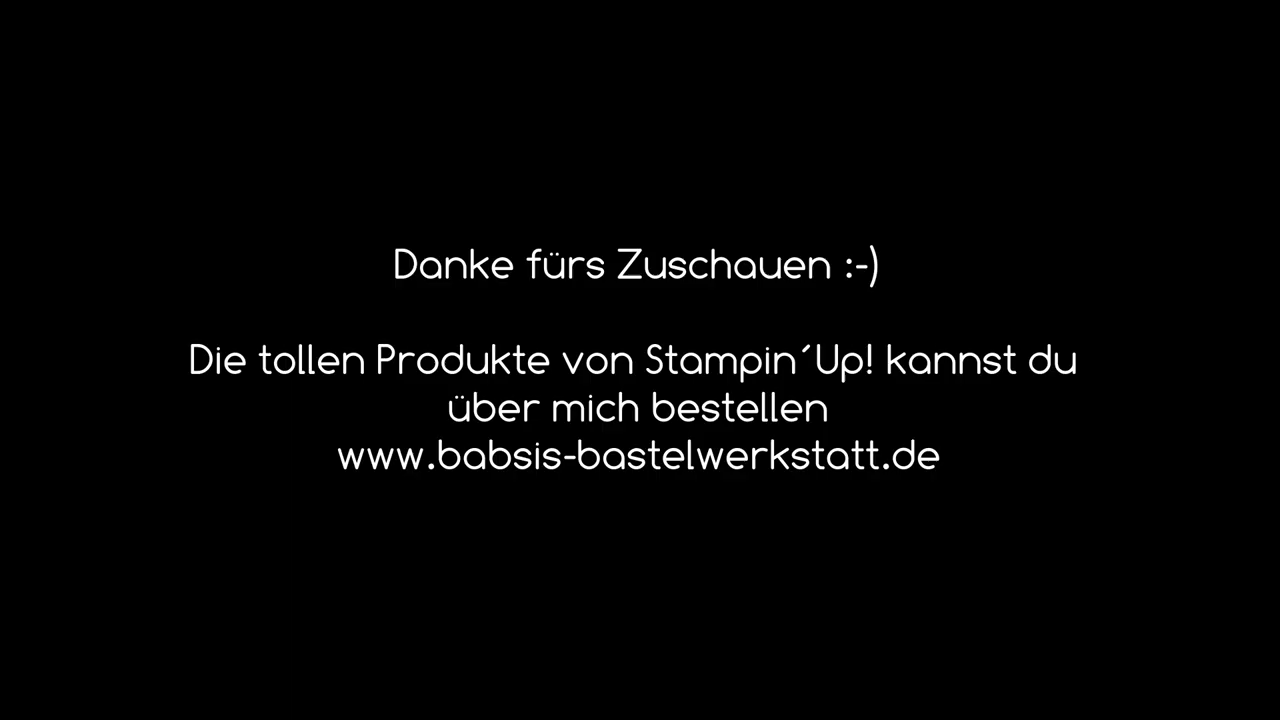 Danke fürs Zuschauen :-)
Die tollen Produkte von Stampin´Up! kannst du
über mich bestellen
www.babsis-bastelwerkstatt.de